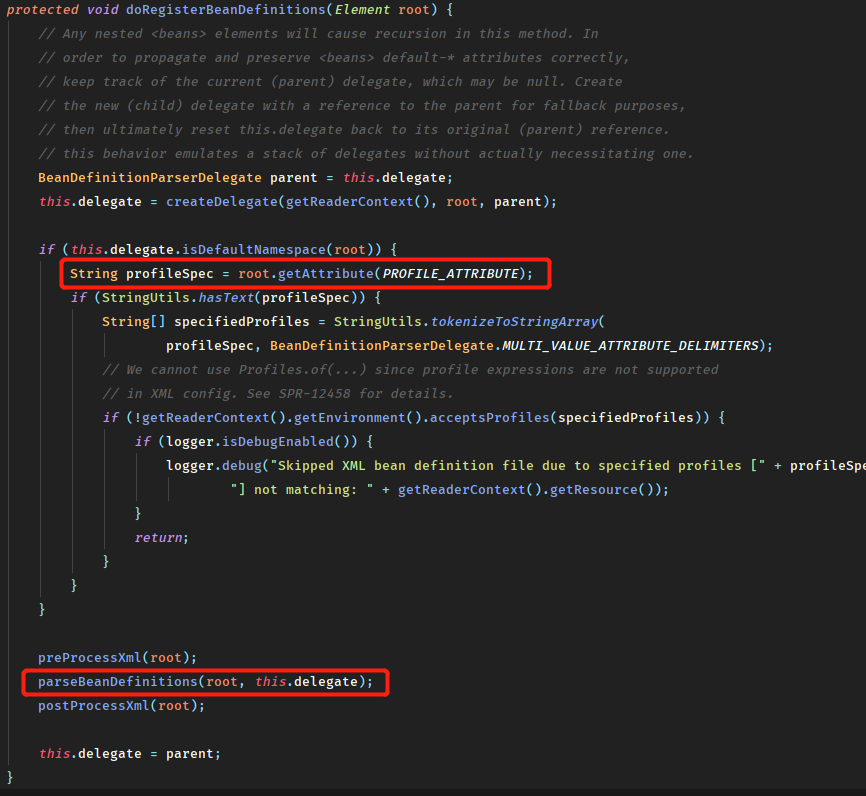 protected void doRegisterBeanDefinitions(Element root) {
// Any nested <beans> elements will cause recursion in this method. In
// order to propagate and preserve <beans> default-* attributes correctly,
// keep track of the current (parent) delegate, which may be null. Create
// the new (child) delegate with a reference to the parent for fallback purposes,
// then ultimately reset this.delegate back to its original (parent) reference.
// this behavior emulates a stack of delegates without actually necessitating one.
BeanDefinitionParserDelegate parent = this.delegate;
this.delegate = createDelegate(getReaderContext(), root, parent);
if (this.delegate.isDefaultNamespace(root)) {
String profileSpec = root.getAttribute(PROFILE_ATTRIBUTE);
if (StringUtils.hasText(profileSpec)) {
String[] specifiedProfiles = StringUtils.tokenizeToStringArray(
profileSpec, BeanDefinitionParserDelegate.MULTI_VALUE_ATTRIBUTE_DELIMITERS);
// We cannot use Profiles.of(...) since profile expressions are not supported
// in XML config. See SPR-12458 for details.
if (!getReaderContext().getEnvironment().acceptsProfiles(specifiedProfiles)) {
if (logger.isDebugEnabled()) {
logger.debug("Skipped XML bean definition file due to specified profiles [" + profileSpe
"] not matching: " + getReaderContext().getResource());
}
return;
}
}
}
preProcessXml(root);
parseBeanDefinitions(root, this.delegate);
postProcessXml(root);
this.delegate = parent;
}